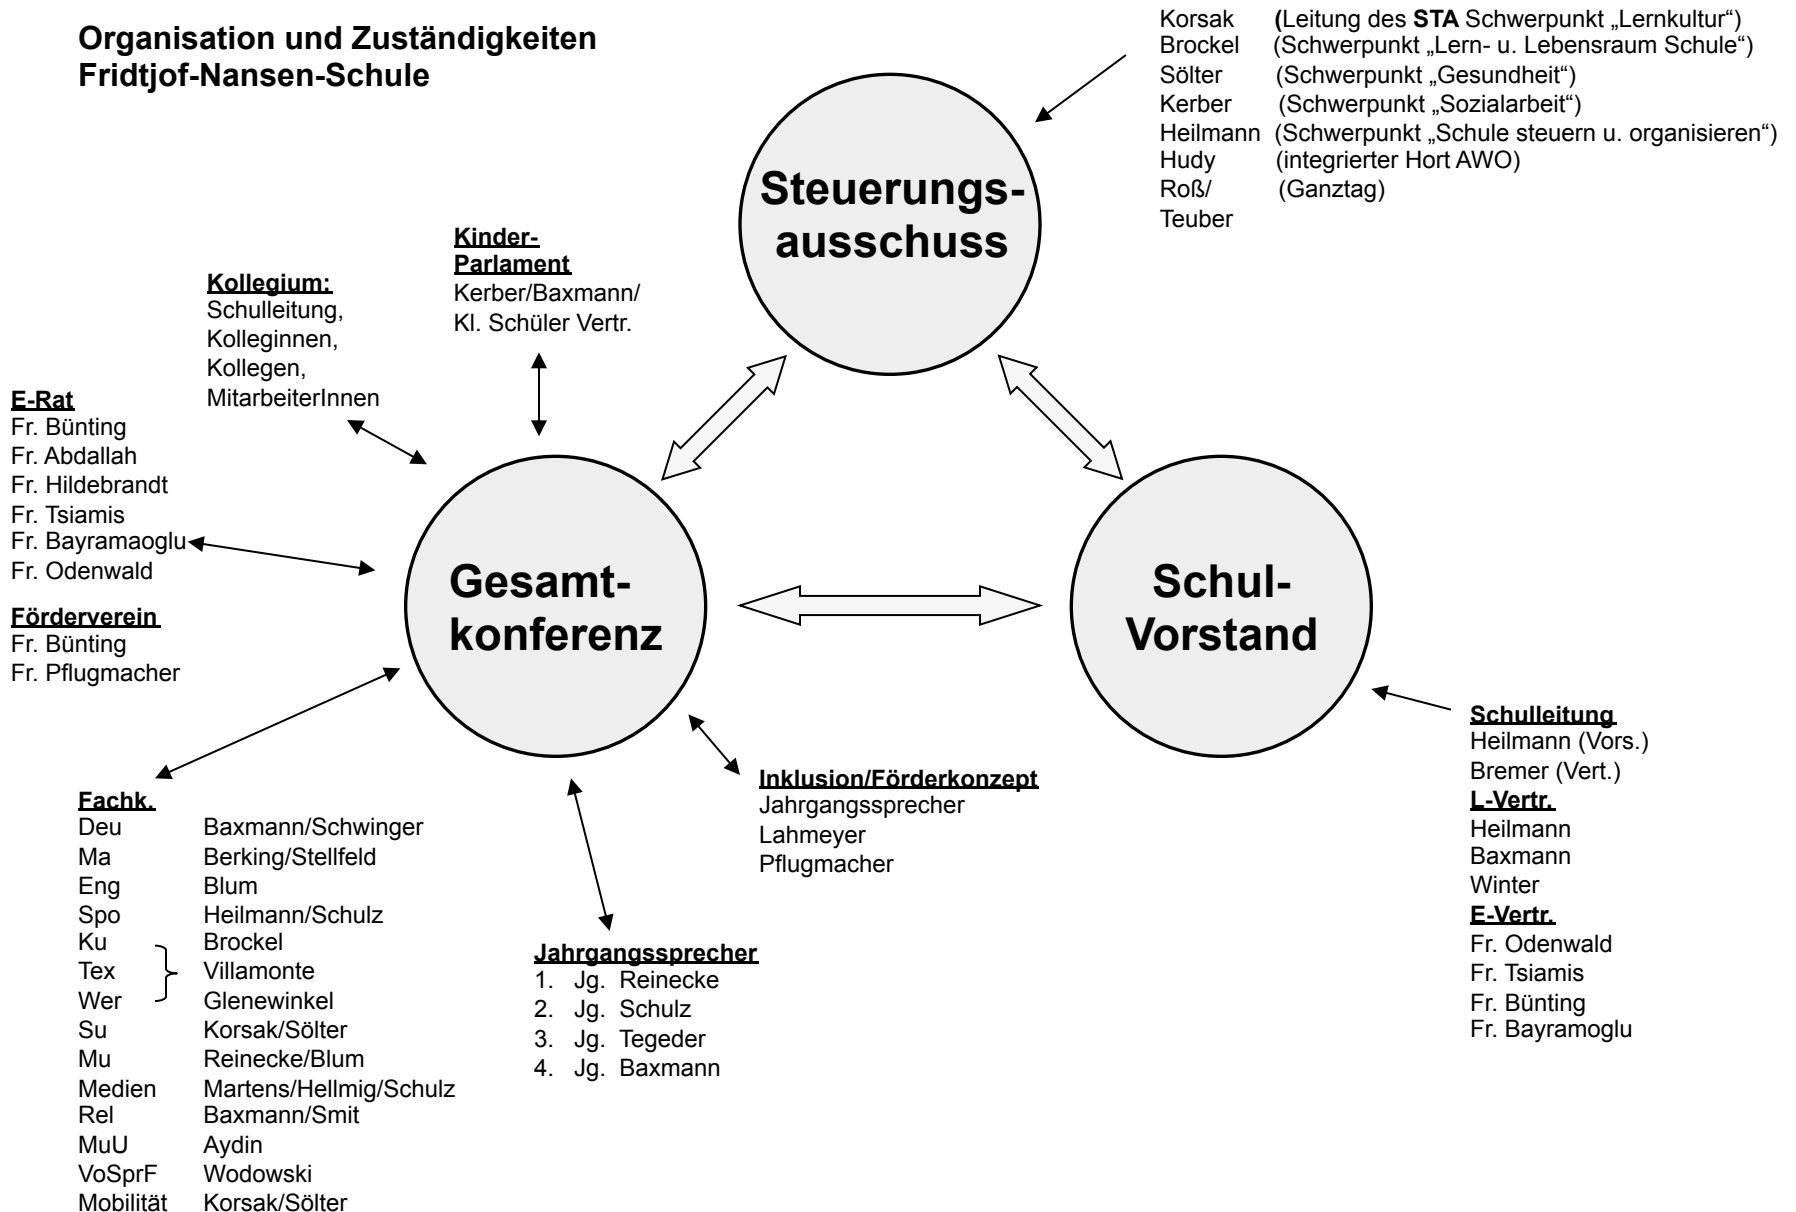 Organisation und Zuständigkeiten
Fridtjof-Nansen-Schule
Korsak (Leitung des STA Schwerpunkt „Lernkultur“)
Brockel (Schwerpunkt „Lern- u. Lebensraum Schule“)
Sölter (Schwerpunkt „Gesundheit“)
Kerber (Schwerpunkt „Sozialarbeit“)
Heilmann (Schwerpunkt „Schule steuern u. organisieren“)
Hudy (integrierter Hort AWO)
Roß/ (Ganztag)
Teuber
Steuerungs-
ausschuss
Kinder-
Parlament
Kerber/Baxmann/
Kl. Schüler Vertr.
Kollegium:
Schulleitung,
Kolleginnen,
Kollegen,
MitarbeiterInnen
E-Rat
Fr. Bünting
Fr. Abdallah
Fr. Hildebrandt
Fr. Tsiamis
Fr. Bayramaoglu
Fr. Odenwald
Förderverein
Fr. Bünting
Fr. Pflugmacher
Gesamt-
konferenz
Schul-
Vorstand
Schulleitung
Heilmann (Vors.)
Bremer (Vert.)
L-Vertr.
Heilmann
Baxmann
Winter
E-Vertr.
Fr. Odenwald
Fr. Tsiamis
Fr. Bünting
Fr. Bayramoglu
Inklusion/Förderkonzept
Jahrgangssprecher
Lahmeyer
Pflugmacher
Fachk.
Deu Baxmann/Schwinger
Ma Berking/Stellfeld
Eng Blum
Spo Heilmann/Schulz
Ku Brockel
Tex Villamonte
Wer Glenewinkel
Su Korsak/Sölter
Mu Reinecke/Blum
Medien Martens/Hellmig/Schulz
Rel Baxmann/Smit
MuU Aydin
VoSprF Wodowski
Mobilität Korsak/Sölter
Jahrgangssprecher
1. Jg. Reinecke
2. Jg. Schulz
3. Jg. Tegeder
4. Jg. Baxmann